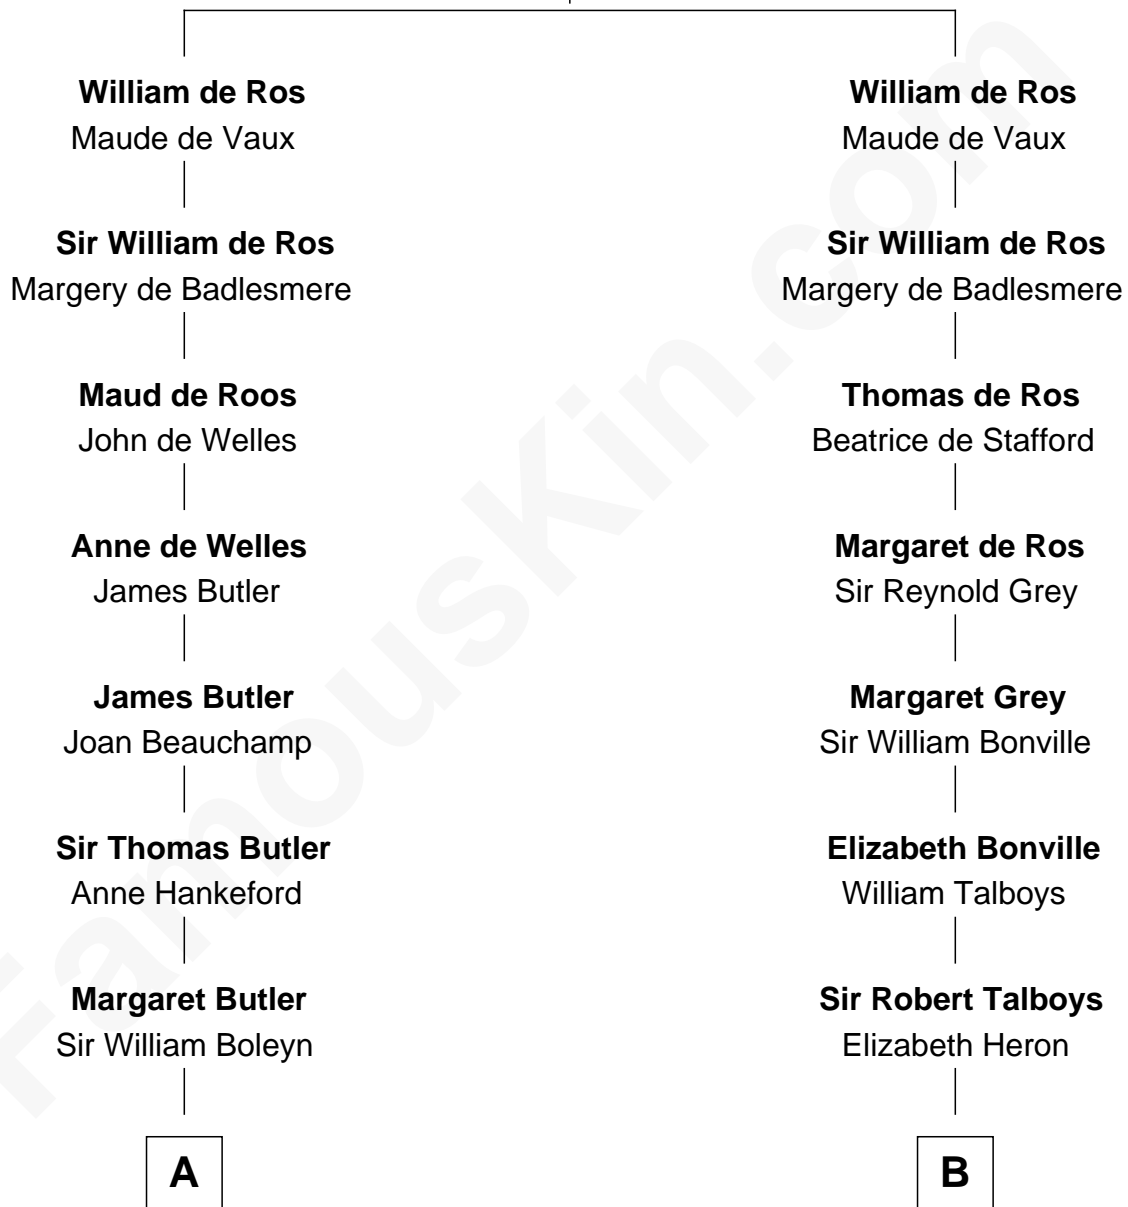 William de Ros
Maude de Vaux
Sir William de Ros
Margery de Badlesmere
Maud de Roos
John de Welles
Anne de Welles
James Butler
James Butler
Joan Beauchamp
Sir Thomas Butler
Anne Hankeford
Margaret Butler
Sir William Boleyn
A
William de Ros
Maude de Vaux
Sir William de Ros
Margery de Badlesmere
Thomas de Ros
Beatrice de Stafford
Margaret de Ros
Sir Reynold Grey
Margaret Grey
Sir William Bonville
Elizabeth Bonville
William Talboys
Sir Robert Talboys
Elizabeth Heron
B
FamousKin.com